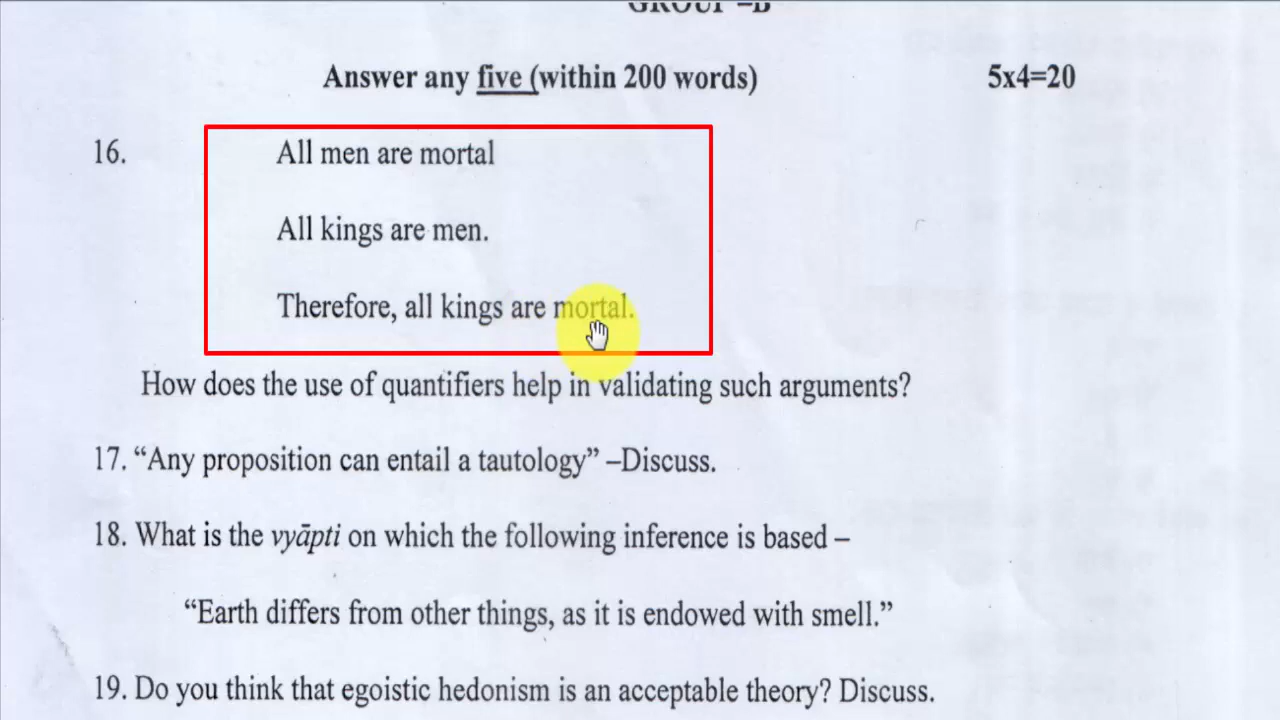 GROUP –B
Answer any five (within 200 words) 5x4=20
16. All men are mortal
All kings are men.
Therefore, all kings are mortal.
How does the use of quantifiers help in validating such arguments?
17. “Any proposition can entail a tautology” –Discuss.
18. What is the vyāpti on which the following inference is based –
“Earth differs from other things, as it is endowed with smell.”
19. Do you think that egoistic hedonism is an acceptable theory? Discuss.